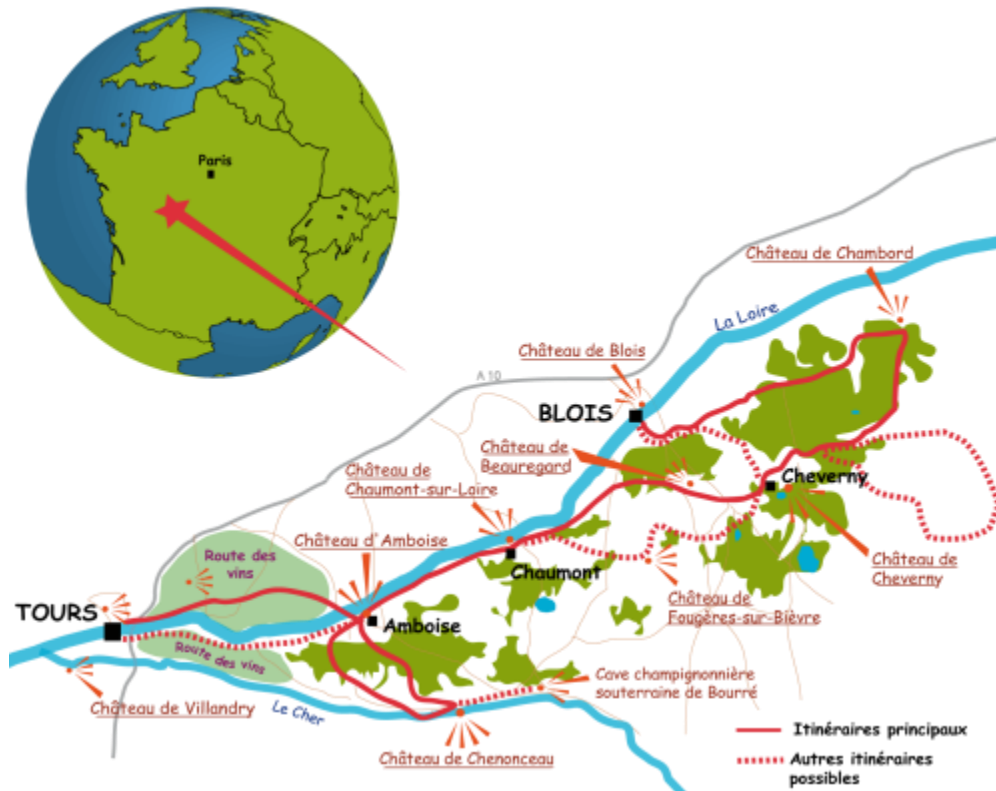 Paris
Château de Chambord
La Loire
Château de Blois
A 10
BLOIS
Château de
Beauregard
Château de
Chaumont-sur-Loire
Cheverny
Château d'Amboise
Route des
vins
Chaumont
Château de
Cheverny
TOURS
Amboise
Château de
Fougères-sur-Bièvre
Route des vins
Cave champignonnière
souterraine de Bourré
Château de Villandry
Le Cher
Château de Chenonceau
Itinéraires principaux
Autres itinéraires
possibles